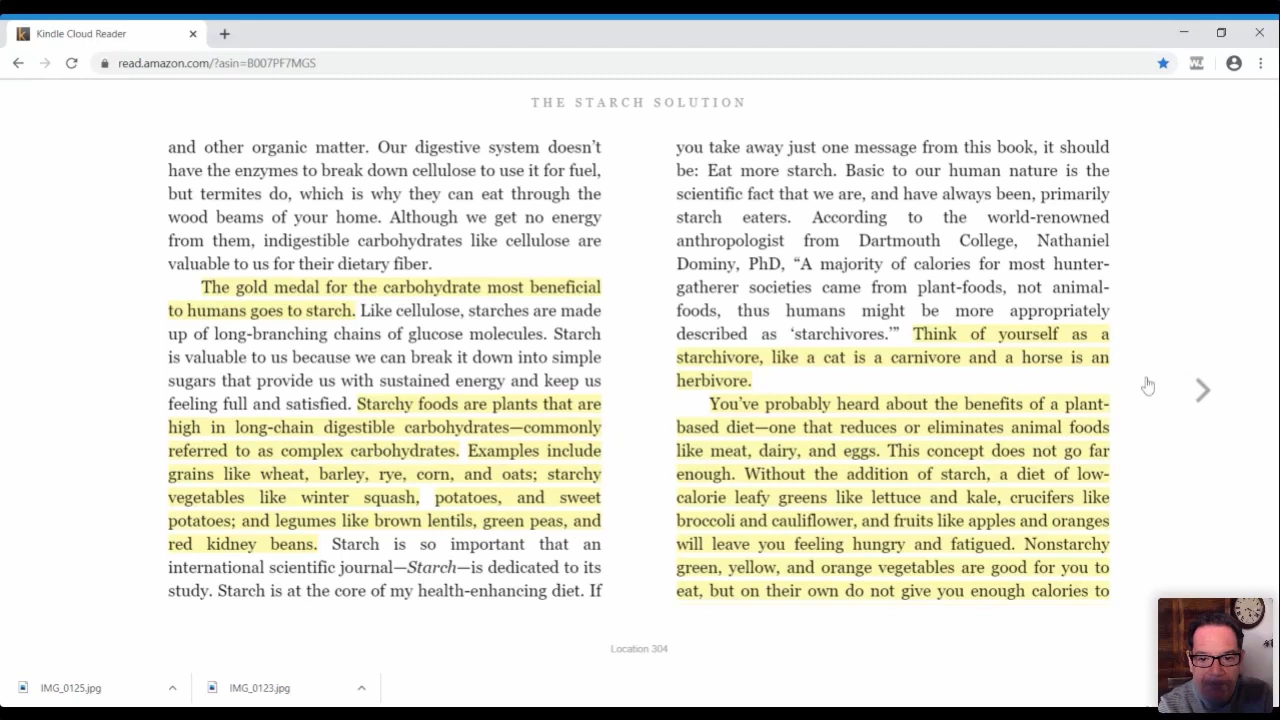 Kindle Cloud Reader
read.amazon.com/?asin=B007PF7MGS
THE STARCH SOLUTION
and other organic matter. Our digestive system doesn’t
have the enzymes to break down cellulose to use it for fuel,
but termites do, which is why they can eat through the
wood beams of your home. Although we get no energy
from them, indigestible carbohydrates like cellulose are
valuable to us for their dietary fiber.
The gold medal for the carbohydrate most beneficial
to humans goes to starch. Like cellulose, starches are made
up of long-branching chains of glucose molecules. Starch
is valuable to us because we can break it down into simple
sugars that provide us with sustained energy and keep us
feeling full and satisfied. Starchy foods are plants that are
high in long-chain digestible carbohydrates—commonly
referred to as complex carbohydrates. Examples include
grains like wheat, barley, rye, corn, and oats; starchy
vegetables like winter squash, potatoes, and sweet
potatoes; and legumes like brown lentils, green peas, and
red kidney beans. Starch is so important that an
international scientific journal—Starch—is dedicated to its
study. Starch is at the core of my health-enhancing diet. If
you take away just one message from this book, it should
be: Eat more starch. Basic to our human nature is the
scientific fact that we are, and have always been, primarily
starch eaters. According to the world-renowned
anthropologist from Dartmouth College, Nathaniel
Dominy, PhD, “A majority of calories for most hunter-
gatherer societies came from plant-foods, not animal-
foods, thus humans might be more appropriately
described as ‘starchivores.’” Think of yourself as a
starchivore, like a cat is a carnivore and a horse is an
herbivore.
You’ve probably heard about the benefits of a plant-
based diet—one that reduces or eliminates animal foods
like meat, dairy, and eggs. This concept does not go far
enough. Without the addition of starch, a diet of low-
calorie leafy greens like lettuce and kale, crucifers like
broccoli and cauliflower, and fruits like apples and oranges
will leave you feeling hungry and fatigued. Nonstarchy
green, yellow, and orange vegetables are good for you to
eat, but on their own do not give you enough calories to
Location 304
IMG_0125.jpg
IMG_0123.jpg